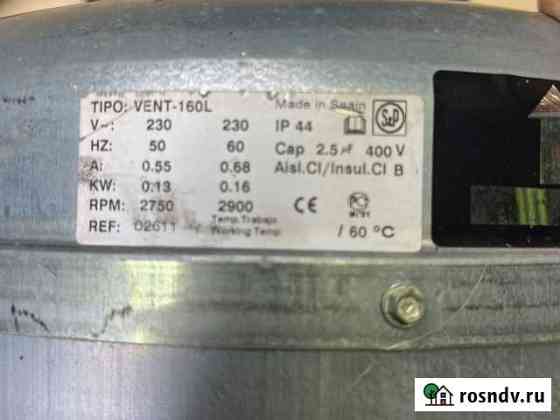 TIPO: VENT-160L Made in Spain S&P
V~: 230 230 IP 44
HZ: 50 60 Cap 2.5 µF 400 V
A: 0.55 0.68 Aisl.Cl/Insul.Cl B
KW: 0.13 0.16
RPM: 2750 2900 CE
REF: 02611 Temp.Trabajo
Working Temp / 60 °C
rosndv.ru